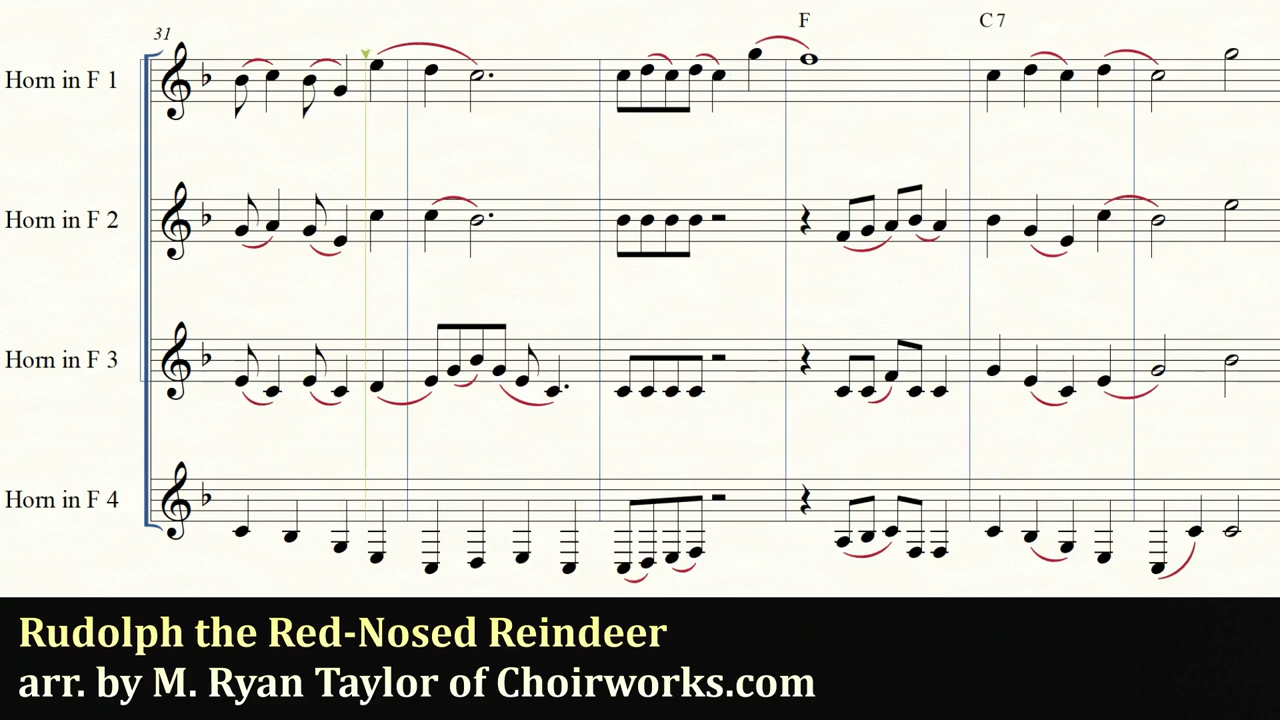 31
F
C7
Horn in F 1
Horn in F 2
Horn in F 3
Horn in F 4
Rudolph the Red-Nosed Reindeer
arr. by M. Ryan Taylor of Choirworks.com